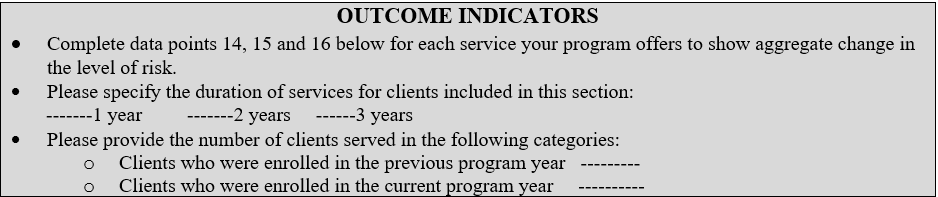 OUTCOME INDICATORS
• Complete data points 14, 15 and 16 below for each service your program offers to show aggregate change in
the level of risk.
• Please specify the duration of services for clients included in this section:
-------1 year -------2 years ------3 years
• Please provide the number of clients served in the following categories:
o Clients who were enrolled in the previous program year ---------
o Clients who were enrolled in the current program year ----------